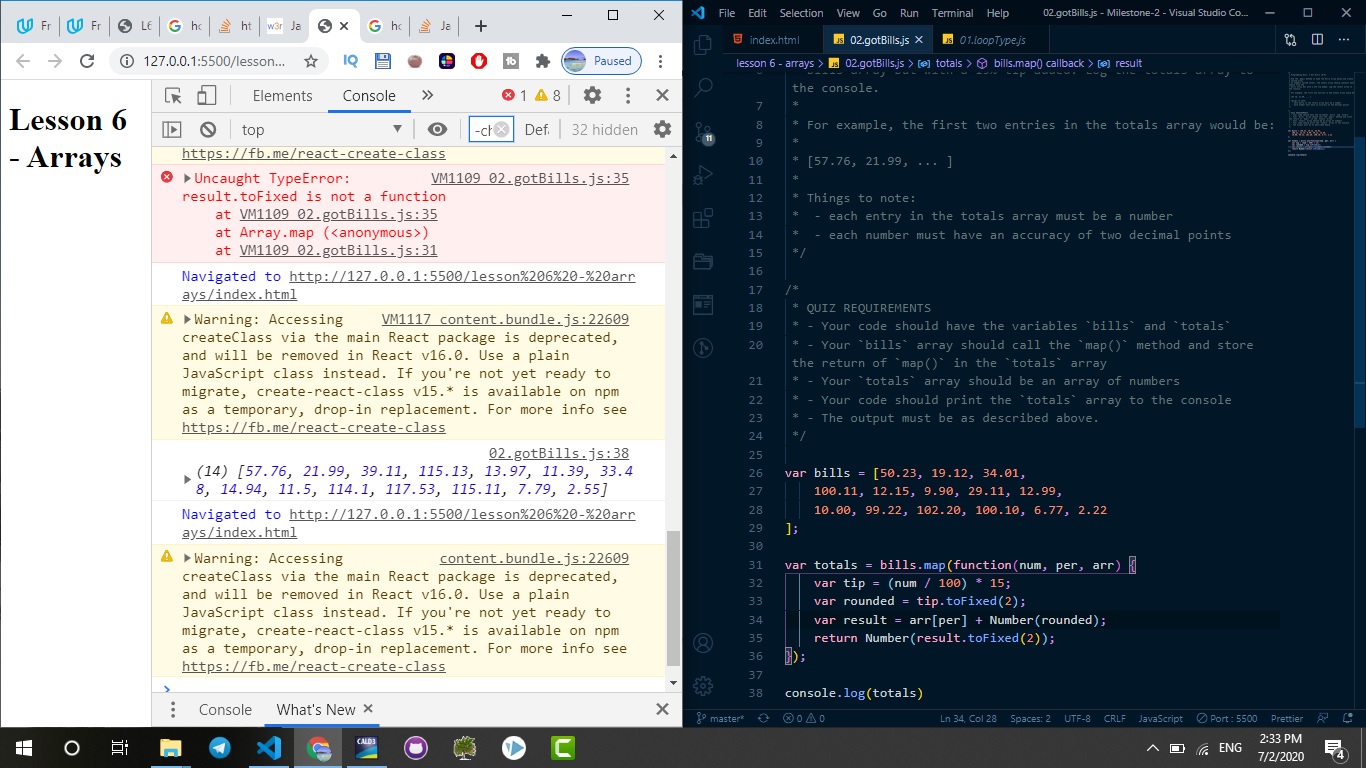 Fr
Fr
L6
hc
ht
Ja
hc
Ja
127.0.0.1:5500/lesson...
Paused
Lesson 6
- Arrays
Elements
Console
1
8
top
-cl
Defa
32 hidden
https://fb.me/react-create-class
Uncaught TypeError: VM1109 02.gotBills.js:35
result.toFixed is not a function
at VM1109 02.gotBills.js:35
at Array.map (<anonymous>)
at VM1109 02.gotBills.js:31
Navigated to http://127.0.0.1:5500/lesson%206%20-%20arr
ays/index.html
Warning: Accessing VM1117 content.bundle.js:22609
createClass via the main React package is deprecated,
and will be removed in React v16.0. Use a plain
JavaScript class instead. If you're not yet ready to
migrate, create-react-class v15.* is available on npm
as a temporary, drop-in replacement. For more info see
https://fb.me/react-create-class
02.gotBills.js:38
(14) [57.76, 21.99, 39.11, 115.13, 13.97, 11.39, 33.4
8, 14.94, 11.5, 114.1, 117.53, 115.11, 7.79, 2.55]
Navigated to http://127.0.0.1:5500/lesson%206%20-%20arr
ays/index.html
Warning: Accessing content.bundle.js:22609
createClass via the main React package is deprecated,
and will be removed in React v16.0. Use a plain
JavaScript class instead. If you're not yet ready to
migrate, create-react-class v15.* is available on npm
as a temporary, drop-in replacement. For more info see
https://fb.me/react-create-class
Console
What's New
File Edit Selection View Go Run Terminal Help
02.gotBills.js - Milestone-2 - Visual Studio Co...
index.html
02.gotBills.js
01.loopType.js
lesson 6 - arrays > 02.gotBills.js > totals > bills.map() callback > result
11
the console.
7 *
8 * For example, the first two entries in the totals array would be:
9 *
10 * [57.76, 21.99, ... ]
11 *
12 * Things to note:
13 * - each entry in the totals array must be a number
14 * - each number must have an accuracy of two decimal points
15 */
16
17 /*
18 * QUIZ REQUIREMENTS
19 * - Your code should have the variables `bills` and `totals`
20 * - Your `bills` array should call the `map()` method and store
the return of `map()` in the `totals` array
21 * - Your `totals` array should be an array of numbers
22 * - Your code should print the `totals` array to the console
23 * - The output must be as described above.
24 */
25
26 var bills = [50.23, 19.12, 34.01,
27 100.11, 12.15, 9.90, 29.11, 12.99,
28 10.00, 99.22, 102.20, 100.10, 6.77, 2.22
29 ];
30
31 var totals = bills.map(function(num, per, arr) {
32 var tip = (num / 100) * 15;
33 var rounded = tip.toFixed(2);
34 var result = arr[per] + Number(rounded);
35 return Number(result.toFixed(2));
36 });
37
38 console.log(totals)
master*
0 0
Ln 34, Col 28
Spaces: 2
UTF-8
CRLF
JavaScript
Port : 5500
Prettier
CALD3
ENG
2:33 PM
7/2/2020
4